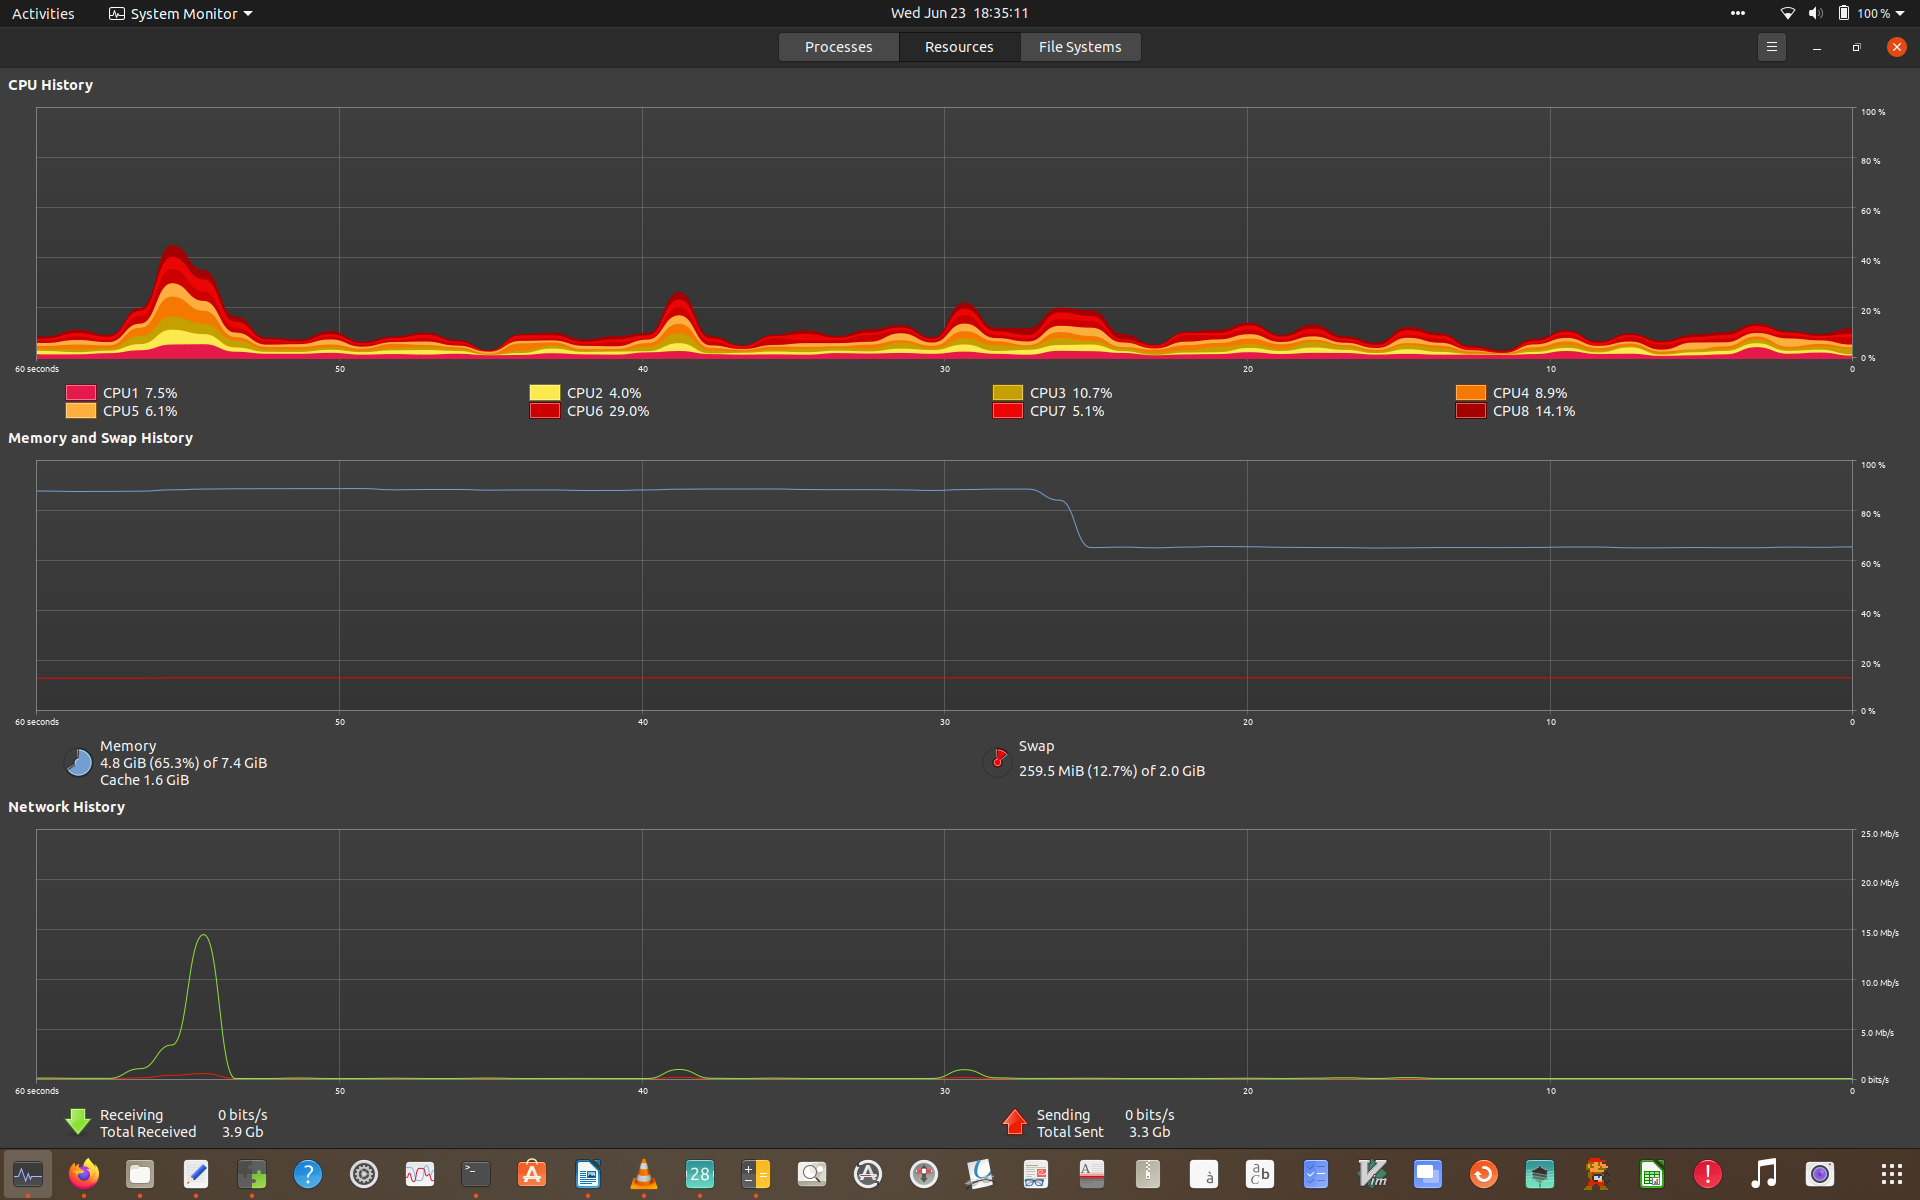 Activities System Monitor Wed Jun 23 18:35:11 100 %
Processes Resources File Systems
CPU History
100 %
80 %
60 %
40 %
20 %
0 %
60 seconds 50 40 30 20 10 0
CPU1 7.5% CPU2 4.0% CPU3 10.7% CPU4 8.9%
CPU5 6.1% CPU6 29.0% CPU7 5.1% CPU8 14.1%
Memory and Swap History
100 %
80 %
60 %
40 %
20 %
0 %
60 seconds 50 40 30 20 10 0
Memory
4.8 GiB (65.3%) of 7.4 GiB
Cache 1.6 GiB
Swap
259.5 MiB (12.7%) of 2.0 GiB
Network History
25.0 Mb/s
20.0 Mb/s
15.0 Mb/s
10.0 Mb/s
5.0 Mb/s
0 bits/s
60 seconds 50 40 30 20 10 0
Receiving 0 bits/s
Total Received 3.9 Gb
Sending 0 bits/s
Total Sent 3.3 Gb
? >_ A 28 A A à a b c Vim !